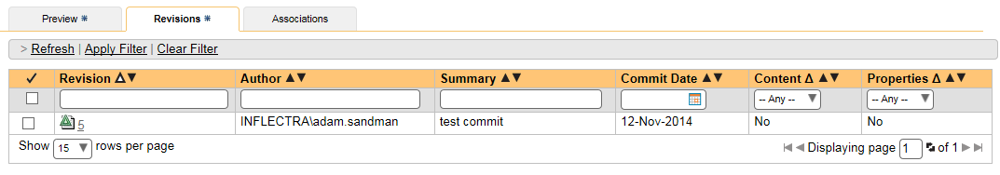 Preview * Revisions * Associations
> Refresh | Apply Filter | Clear Filter
✓ Revision Δ▼ Author ▲▼ Summary ▲▼ Commit Date ▲▼ Content Δ ▲▼ Properties Δ ▲▼
-- Any -- ▼ -- Any -- ▼
5 INFLECTRA\adam.sandman test commit 12-Nov-2014 No No
Show 15 ▼ rows per page Displaying page 1 of 1